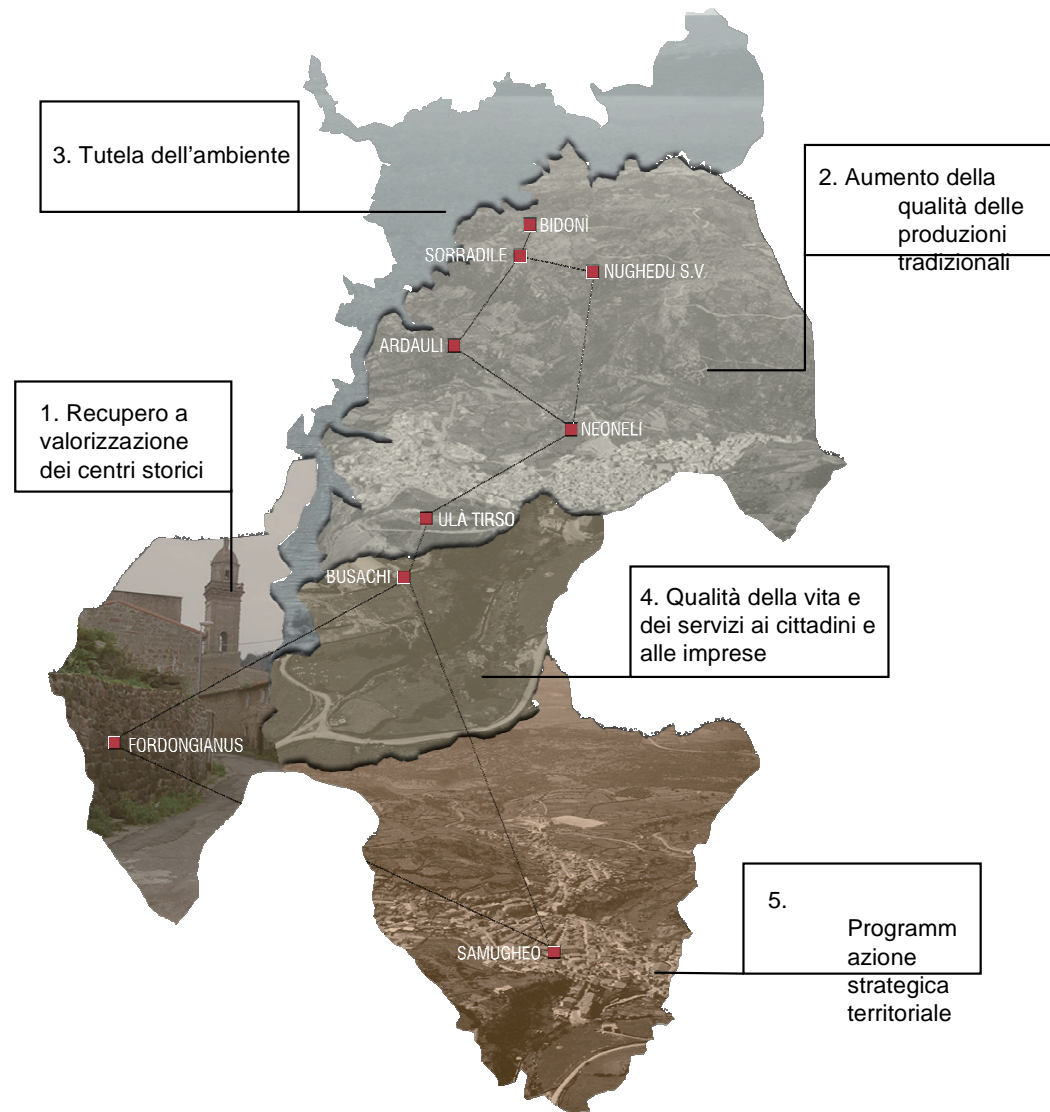 3. Tutela dell'ambiente
2. Aumento della
qualità delle
produzioni
tradizionali
BIDONÌ
SORRADILE
NUGHEDU S.V.
ARDAULI
1. Recupero a
valorizzazione
dei centri storici
NEONELI
ULÀ TIRSO
BUSACHI
4. Qualità della vita e
dei servizi ai cittadini e
alle imprese
FORDONGIANUS
5.
Programm
azione
strategica
territoriale
SAMUGHEO